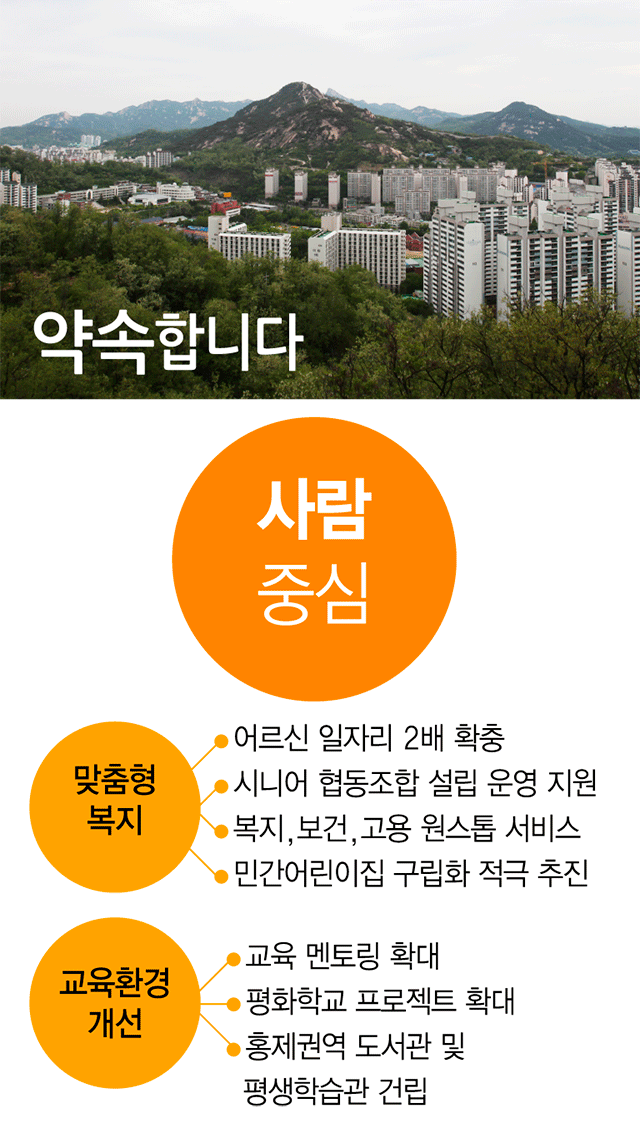 약속합니다
사람
중심
맞춤형
복지
어르신 일자리 2배 확충
시니어 협동조합 설립 운영 지원
복지,보건,고용 원스톱 서비스
민간어린이집 구립화 적극 추진
교육환경
개선
교육 멘토링 확대
평화학교 프로젝트 확대
홍제권역 도서관 및
평생학습관 건립